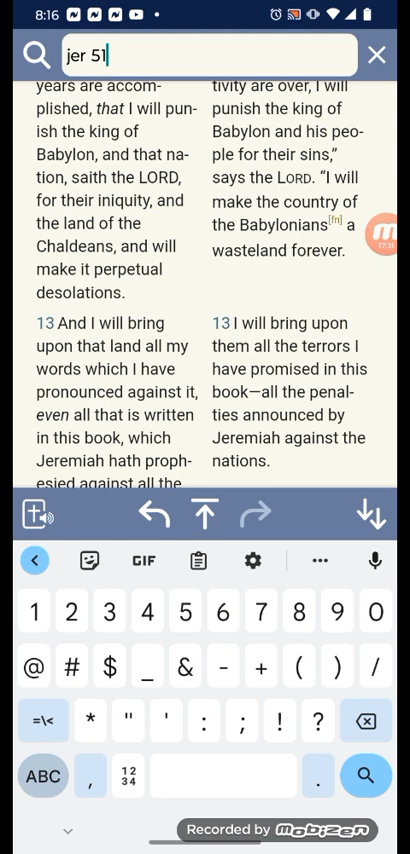 8:16
jer 51
years are accom-
plished, that I will pun-
ish the king of
Babylon, and that na-
tion, saith the LORD,
for their iniquity, and
the land of the
Chaldeans, and will
make it perpetual
desolations.
13 And I will bring
upon that land all my
words which I have
pronounced against it,
even all that is written
in this book, which
Jeremiah hath proph-
esied against all the
tivity are over, I will
punish the king of
Babylon and his peo-
ple for their sins,”
says the LORD. “I will
make the country of
the Babylonians[fn] a
wasteland forever.
13 I will bring upon
them all the terrors I
have promised in this
book—all the penal-
ties announced by
Jeremiah against the
nations.
17:31
GIF
1 2 3 4 5 6 7 8 9 0
@ # $ _ & - + ( ) /
=\< * " ' : ; ! ?
ABC , 12 34 .
Recorded by mobizen